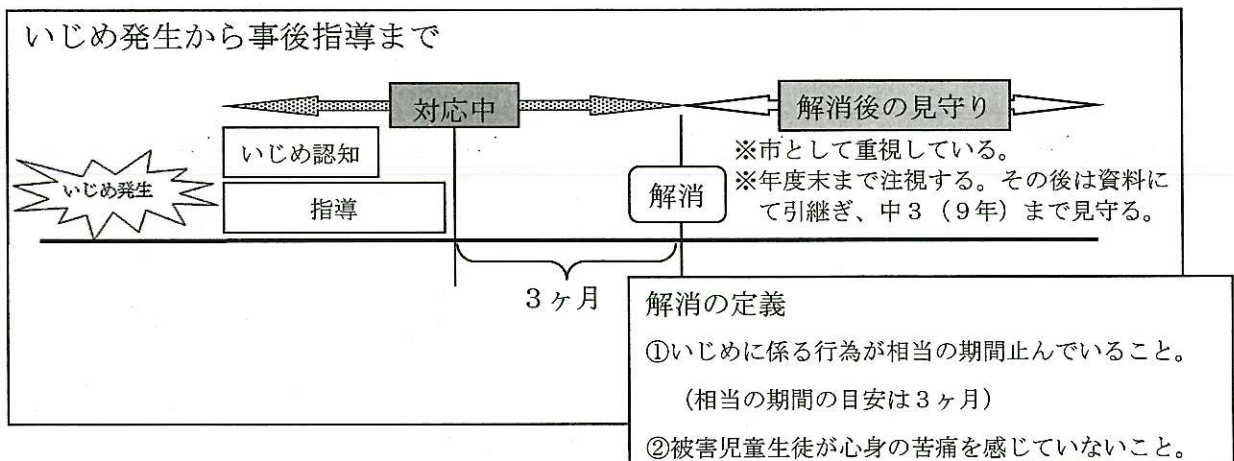 いじめ発生から事後指導まで
対応中
解消後の見守り
いじめ認知
※市として重視している。
いじめ発生
指導
解消
※年度末まで注視する。その後は資料に
て引継ぎ、中3(9年)まで見守る。
3ヶ月
解消の定義
①いじめに係る行為が相当の期間止んでいること。
(相当の期間の目安は3ヶ月)
②被害児童生徒が心身の苦痛を感じていないこと。